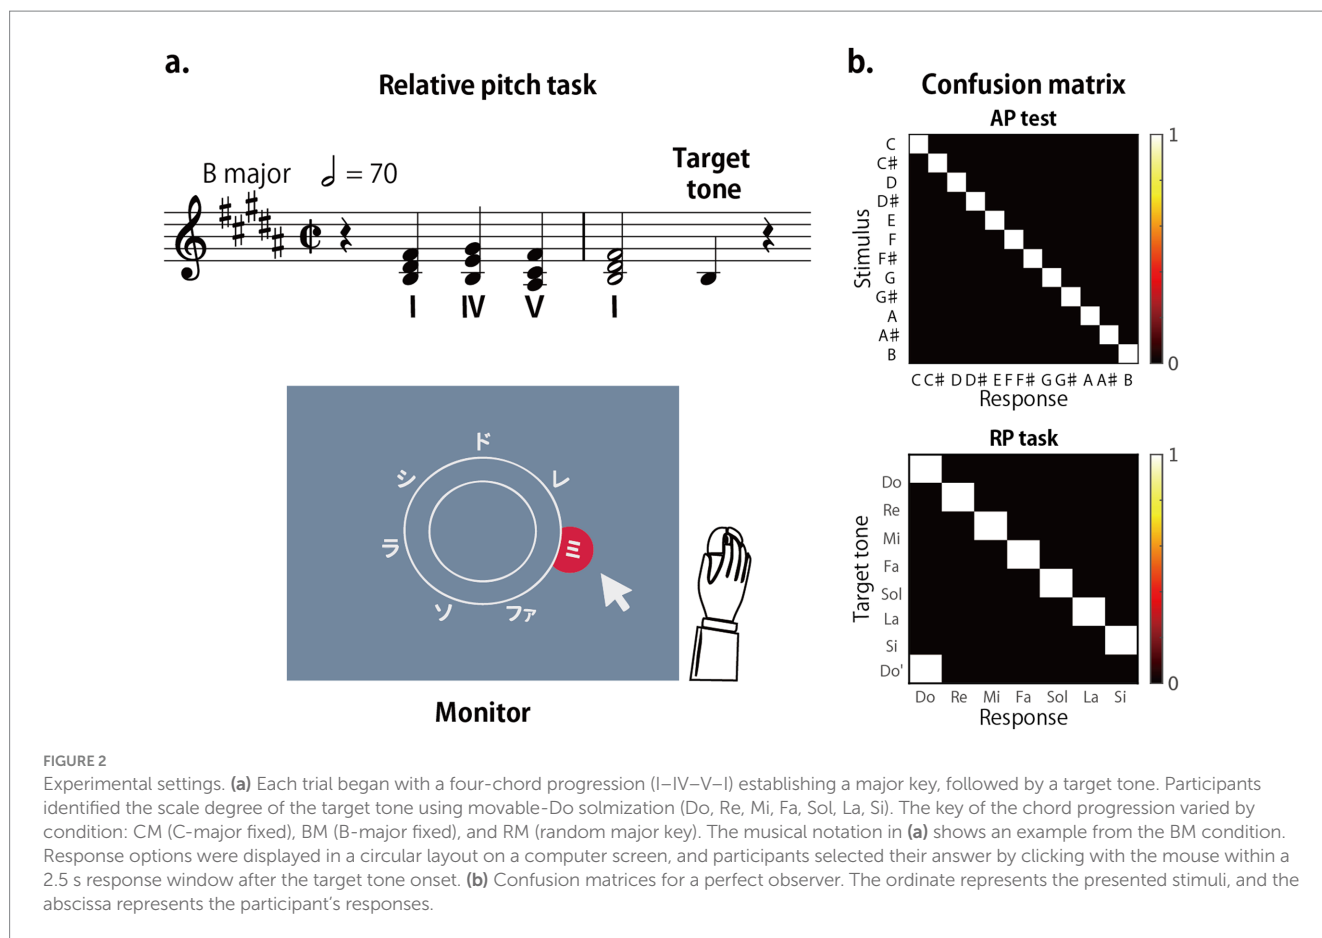 a.
Relative pitch task
B major 𝅗𝅥 = 70
Target
tone
I IV V I
ド
シ レ
ラ ミ
ソ ファ
Monitor
b.
Confusion matrix
AP test
Stimulus
C
C#
D
D#
E
F
F#
G
G#
A
A#
B
1
0
C C# D D# E F F# G G# A A# B
Response
RP task
Target tone
Do
Re
Mi
Fa
Sol
La
Si
Do'
1
0
Do Re Mi Fa Sol La Si
Response
FIGURE 2
Experimental settings. (a) Each trial began with a four-chord progression (I–IV–V–I) establishing a major key, followed by a target tone. Participants
identified the scale degree of the target tone using movable-Do solmization (Do, Re, Mi, Fa, Sol, La, Si). The key of the chord progression varied by
condition: CM (C-major fixed), BM (B-major fixed), and RM (random major key). The musical notation in (a) shows an example from the BM condition.
Response options were displayed in a circular layout on a computer screen, and participants selected their answer by clicking with the mouse within a
2.5 s response window after the target tone onset. (b) Confusion matrices for a perfect observer. The ordinate represents the presented stimuli, and the
abscissa represents the participant's responses.